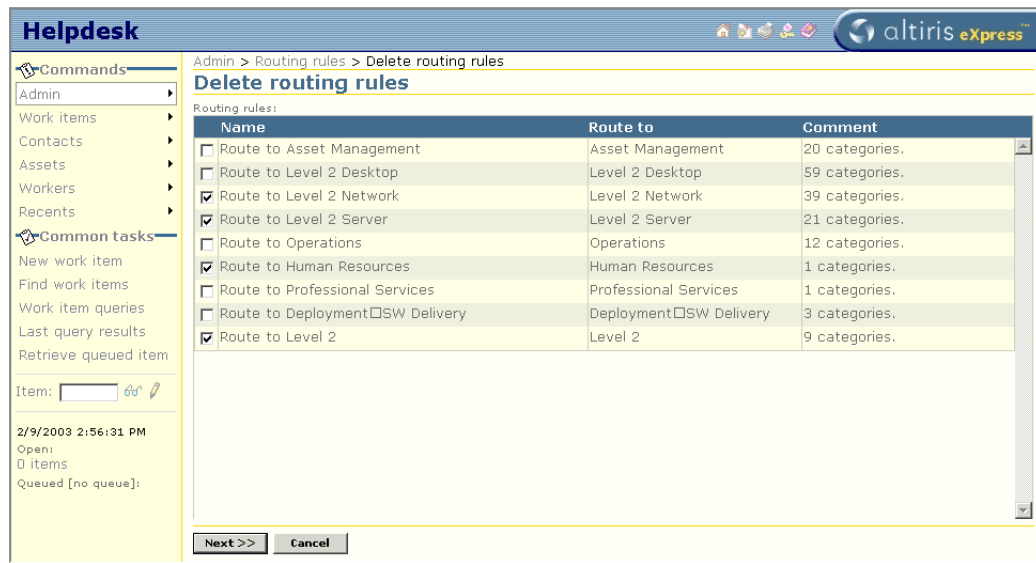 Helpdesk
altiris eXpress™
Commands
Admin
Work items
Contacts
Assets
Workers
Recents
Common tasks
New work item
Find work items
Work item queries
Last query results
Retrieve queued item
Item:
2/9/2003 2:56:31 PM
Open:
0 items
Queued [no queue]:
Admin > Routing rules > Delete routing rules
Delete routing rules
Routing rules:
Name Route to Comment
Route to Asset Management Asset Management 20 categories.
Route to Level 2 Desktop Level 2 Desktop 59 categories.
Route to Level 2 Network Level 2 Network 39 categories.
Route to Level 2 Server Level 2 Server 21 categories.
Route to Operations Operations 12 categories.
Route to Human Resources Human Resources 1 categories.
Route to Professional Services Professional Services 1 categories.
Route to Deployment□SW Delivery Deployment□SW Delivery 3 categories.
Route to Level 2 Level 2 9 categories.
Next >> Cancel